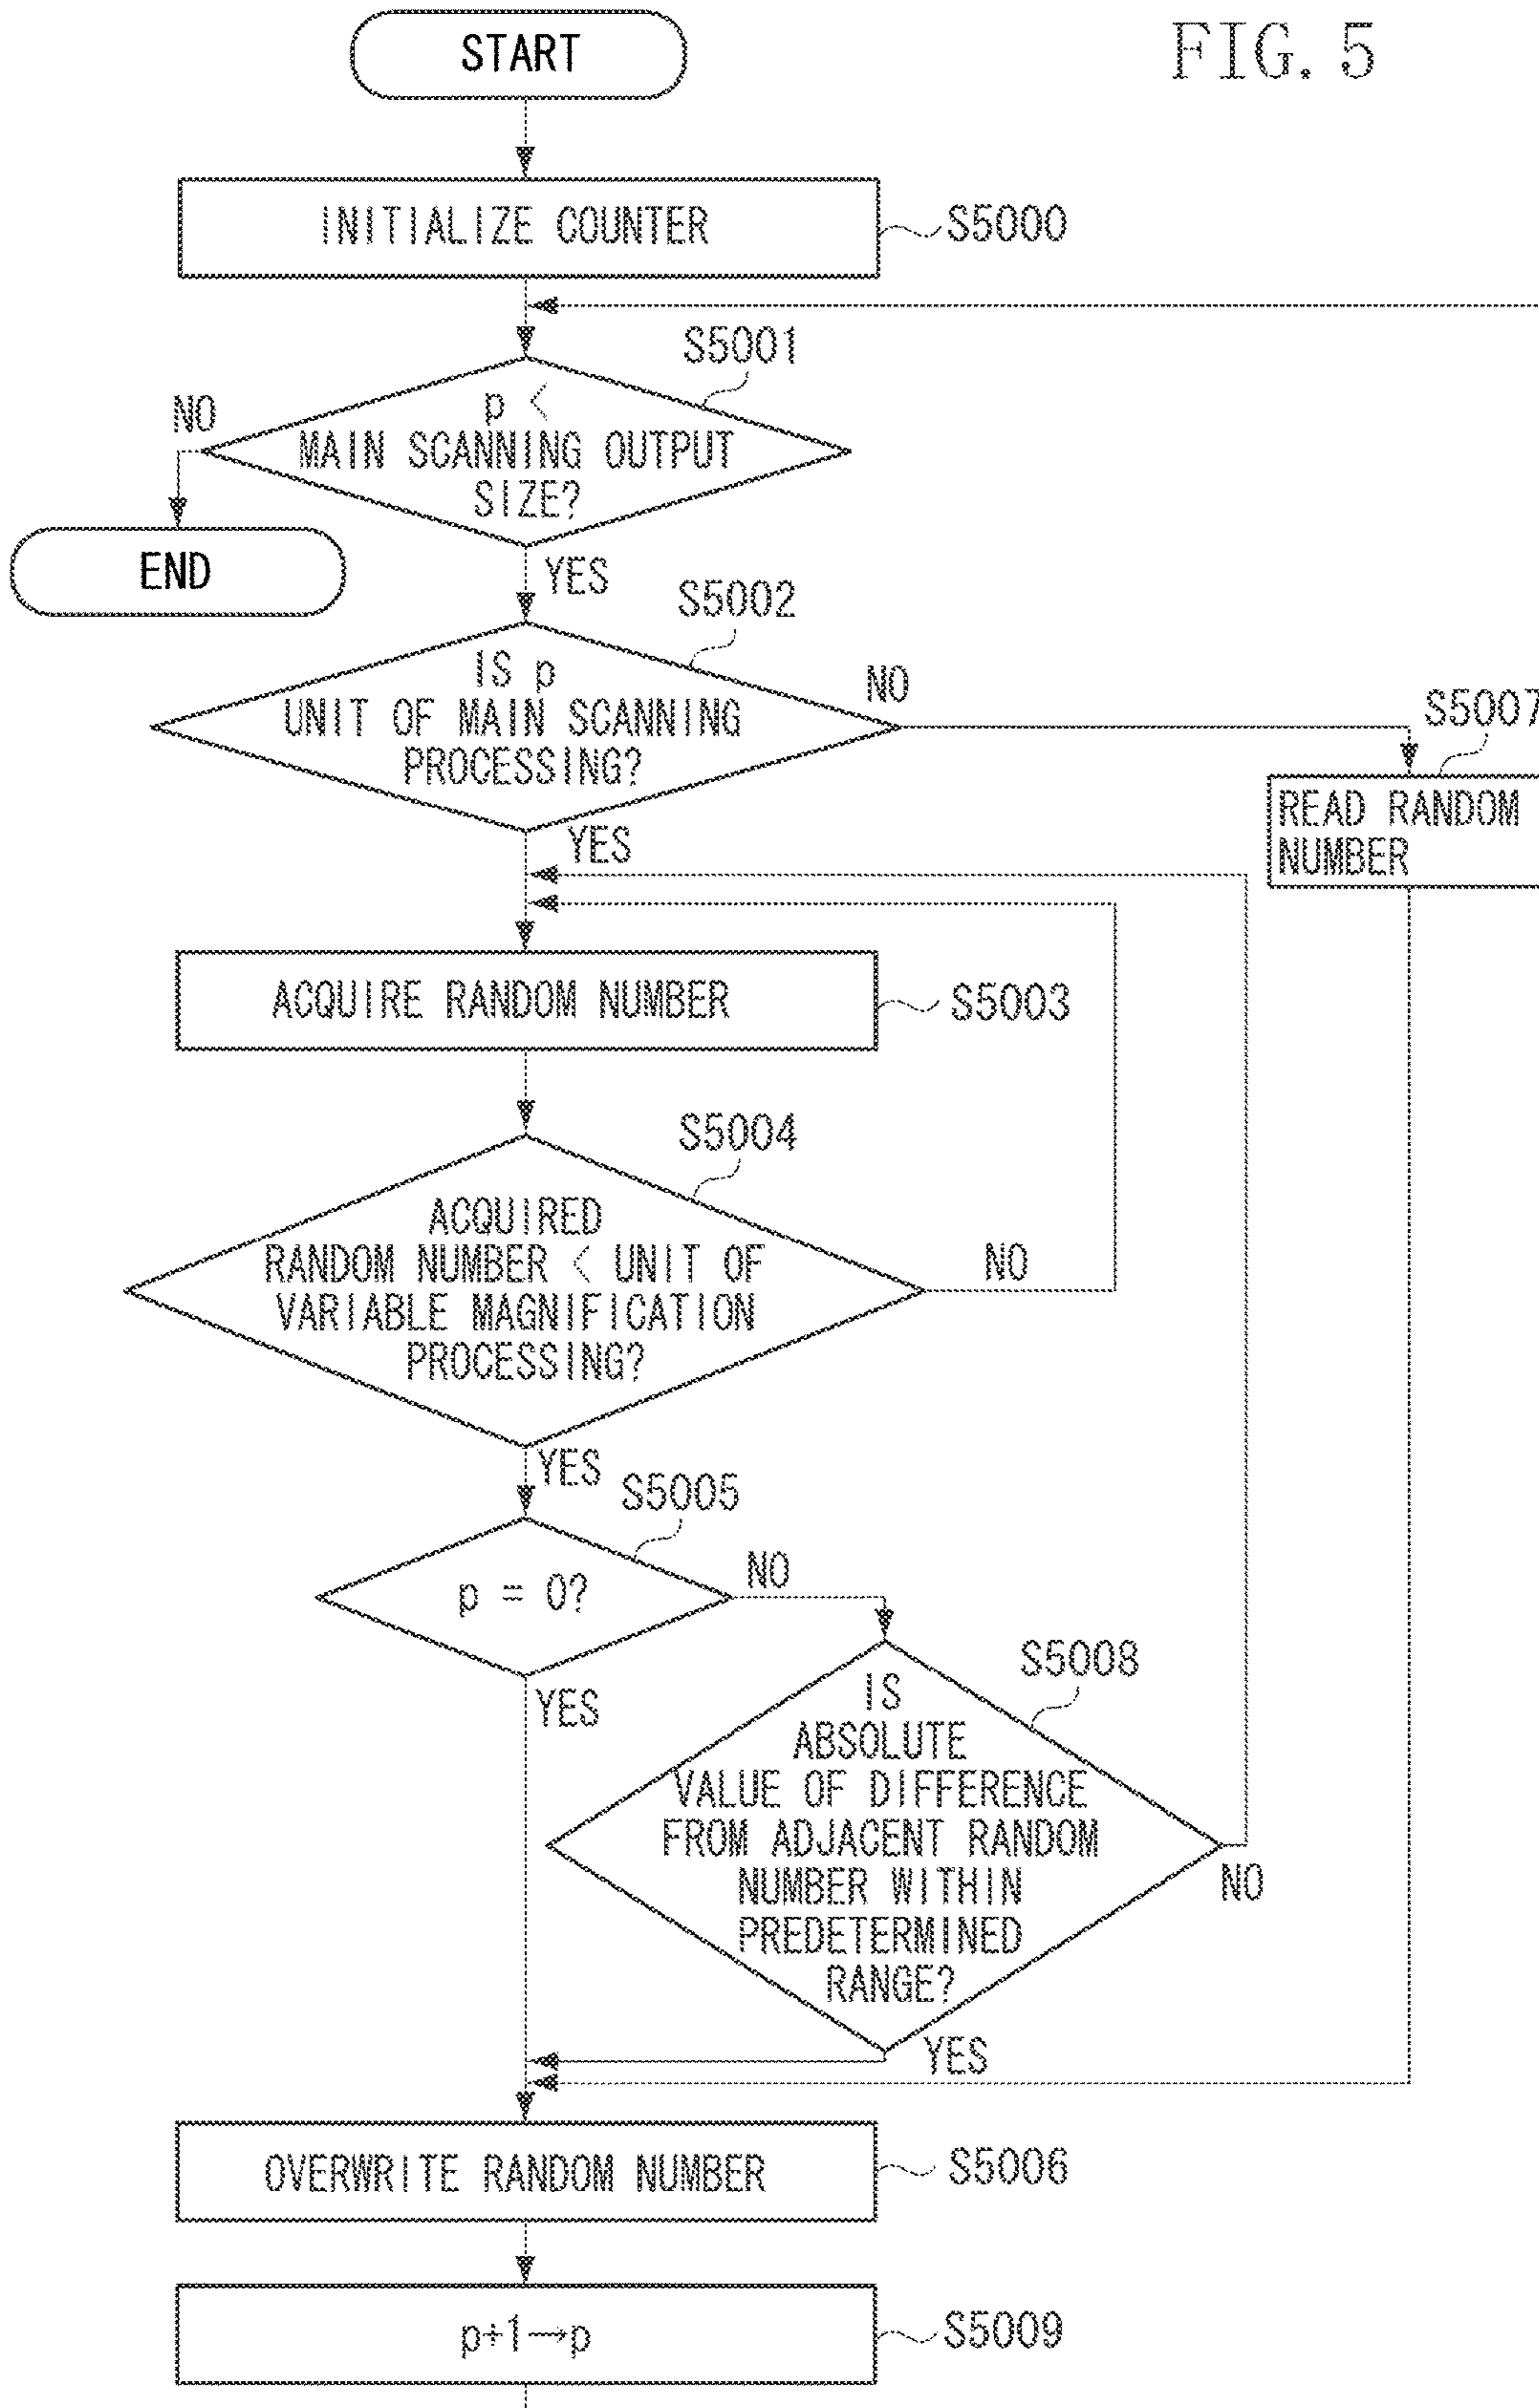 START
FIG. 5
INITIALIZE COUNTER
S5000
S5001
p <
MAIN SCANNING OUTPUT
SIZE?
NO
END
YES
S5002
IS p
UNIT OF MAIN SCANNING
PROCESSING?
NO
S5007
READ RANDOM
NUMBER
YES
ACQUIRE RANDOM NUMBER
S5003
S5004
ACQUIRED
RANDOM NUMBER < UNIT OF
VARIABLE MAGNIFICATION
PROCESSING?
NO
YES
S5005
p = 0?
NO
YES
S5008
IS
ABSOLUTE
VALUE OF DIFFERENCE
FROM ADJACENT RANDOM
NUMBER WITHIN
PREDETERMINED
RANGE?
NO
YES
OVERWRITE RANDOM NUMBER
S5006
p+1→p
S5009